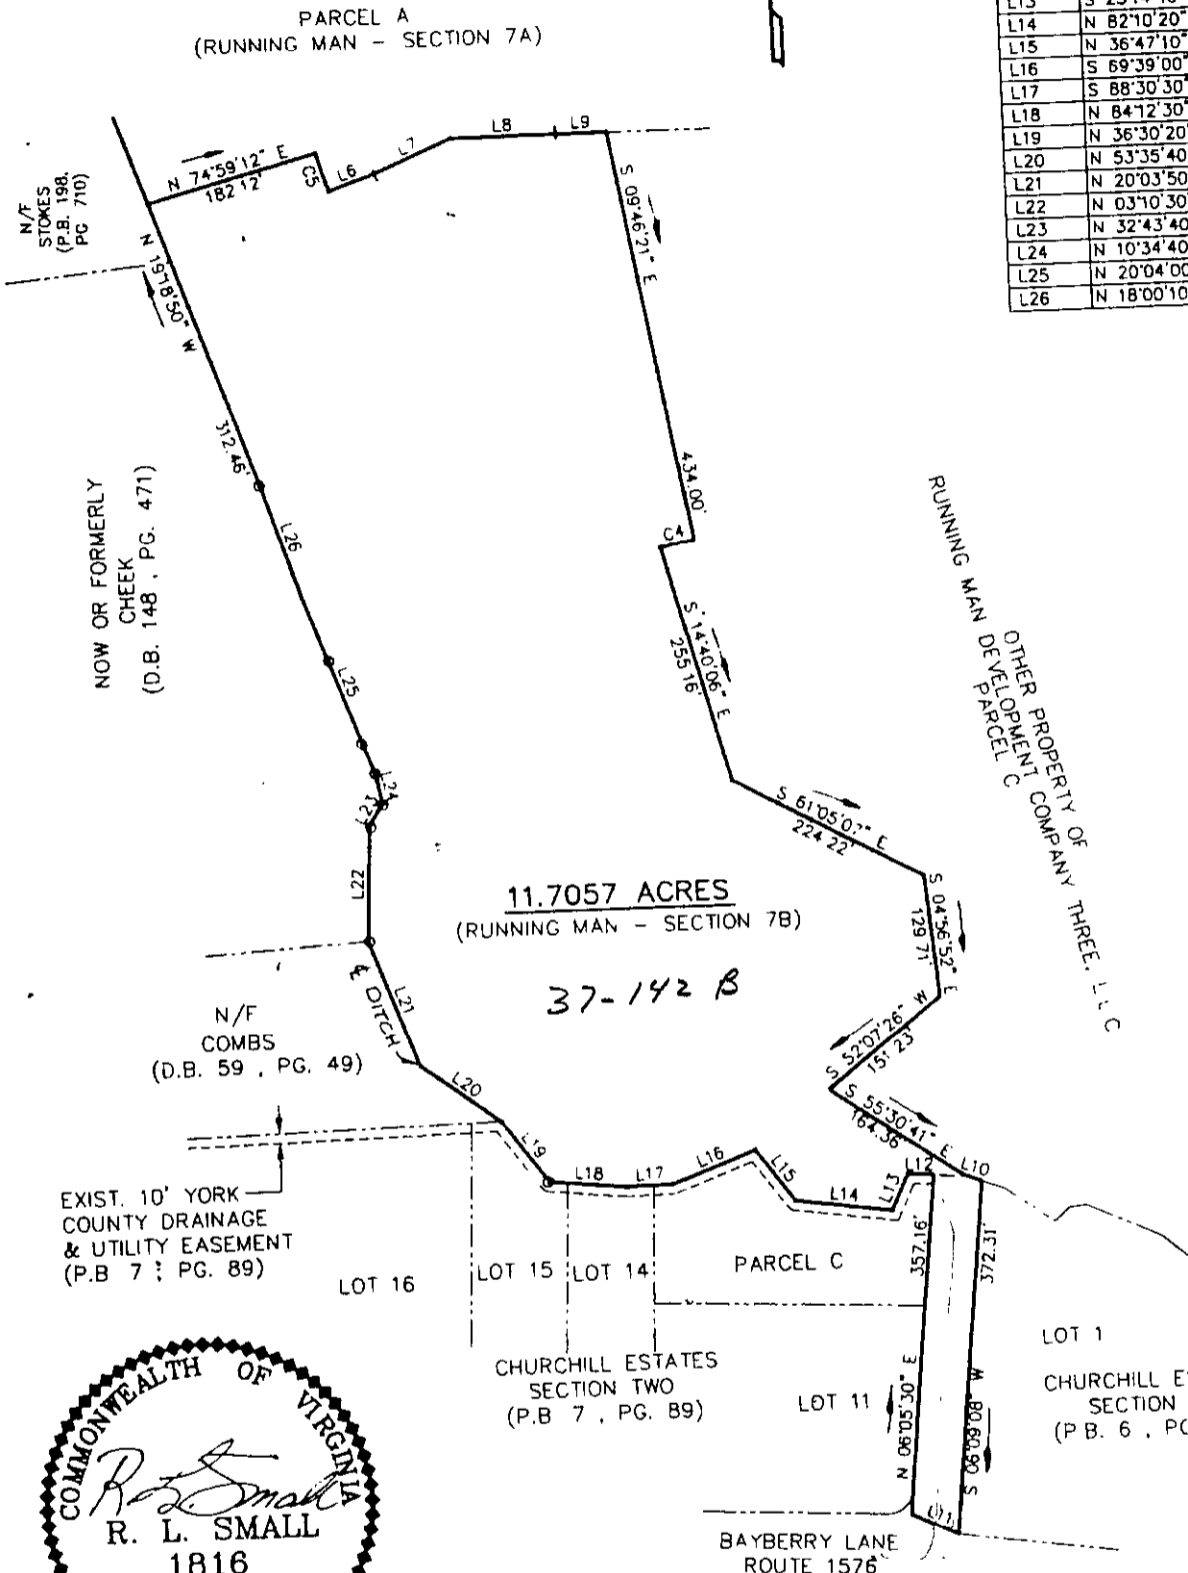 PARCEL A
(RUNNING MAN - SECTION 7A)
L14 N 82°10'20"
L15 N 36°47'10"
L16 S 69°39'00"
L17 S 88°30'30"
L18 N 84°12'30"
L19 N 36°30'20"
L20 N 53°35'40
L21 N 20°03'50
L22 N 03°10'30
L23 N 32°43'40
L24 N 10°34'40
L25 N 20°04'00
L26 N 18°00'10
N/F
STOKES
(P.B. 198,
PG 710)
N 74°59'12" E
182.12'
C5
L6
L7
L8
L9
S 09°46'21" E
434.00'
N 19°18'50" W
312.46'
NOW OR FORMERLY
CHEEK
(D.B. 148 , PG. 471)
L26
C4
S 14°40'06" E
255.16'
L25
L24
L23
L22
S 61°05'07" E
224.22'
OTHER PROPERTY OF
RUNNING MAN DEVELOPMENT COMPANY THREE, L.L.C
PARCEL C
11.7057 ACRES
(RUNNING MAN - SECTION 7B)
37-142 B
S 04°56'52" E
129.71'
S 52°07'26" W
151.23'
S 55°30'41" E
164.36'
L21
℄ DITCH
N/F
COMBS
(D.B. 59 , PG. 49)
L20
L19
L18
L17
L16
L15
L14
L13
L12
L10
EXIST. 10' YORK
COUNTY DRAINAGE
& UTILITY EASEMENT
(P.B 7 ; PG. 89)
LOT 16
LOT 15
LOT 14
PARCEL C
357.16'
N 06°05'30" E
372.31'
S 06°09'08" W
LOT 1
CHURCHILL E
SECTION
(P B. 6 , PG
CHURCHILL ESTATES
SECTION TWO
(P.B 7 , PG. 89)
LOT 11
BAYBERRY LANE
ROUTE 1576
COMMONWEALTH OF VIRGINIA
R. L. SMALL
1816